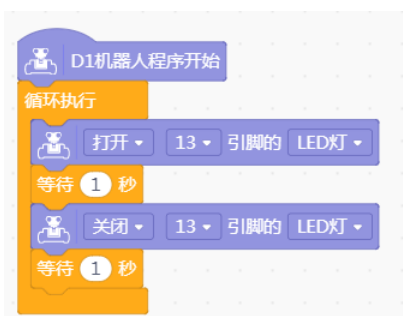 D1机器人程序开始
循环执行
打开 13 引脚的 LED灯
等待 1 秒
关闭 13 引脚的 LED灯
等待 1 秒